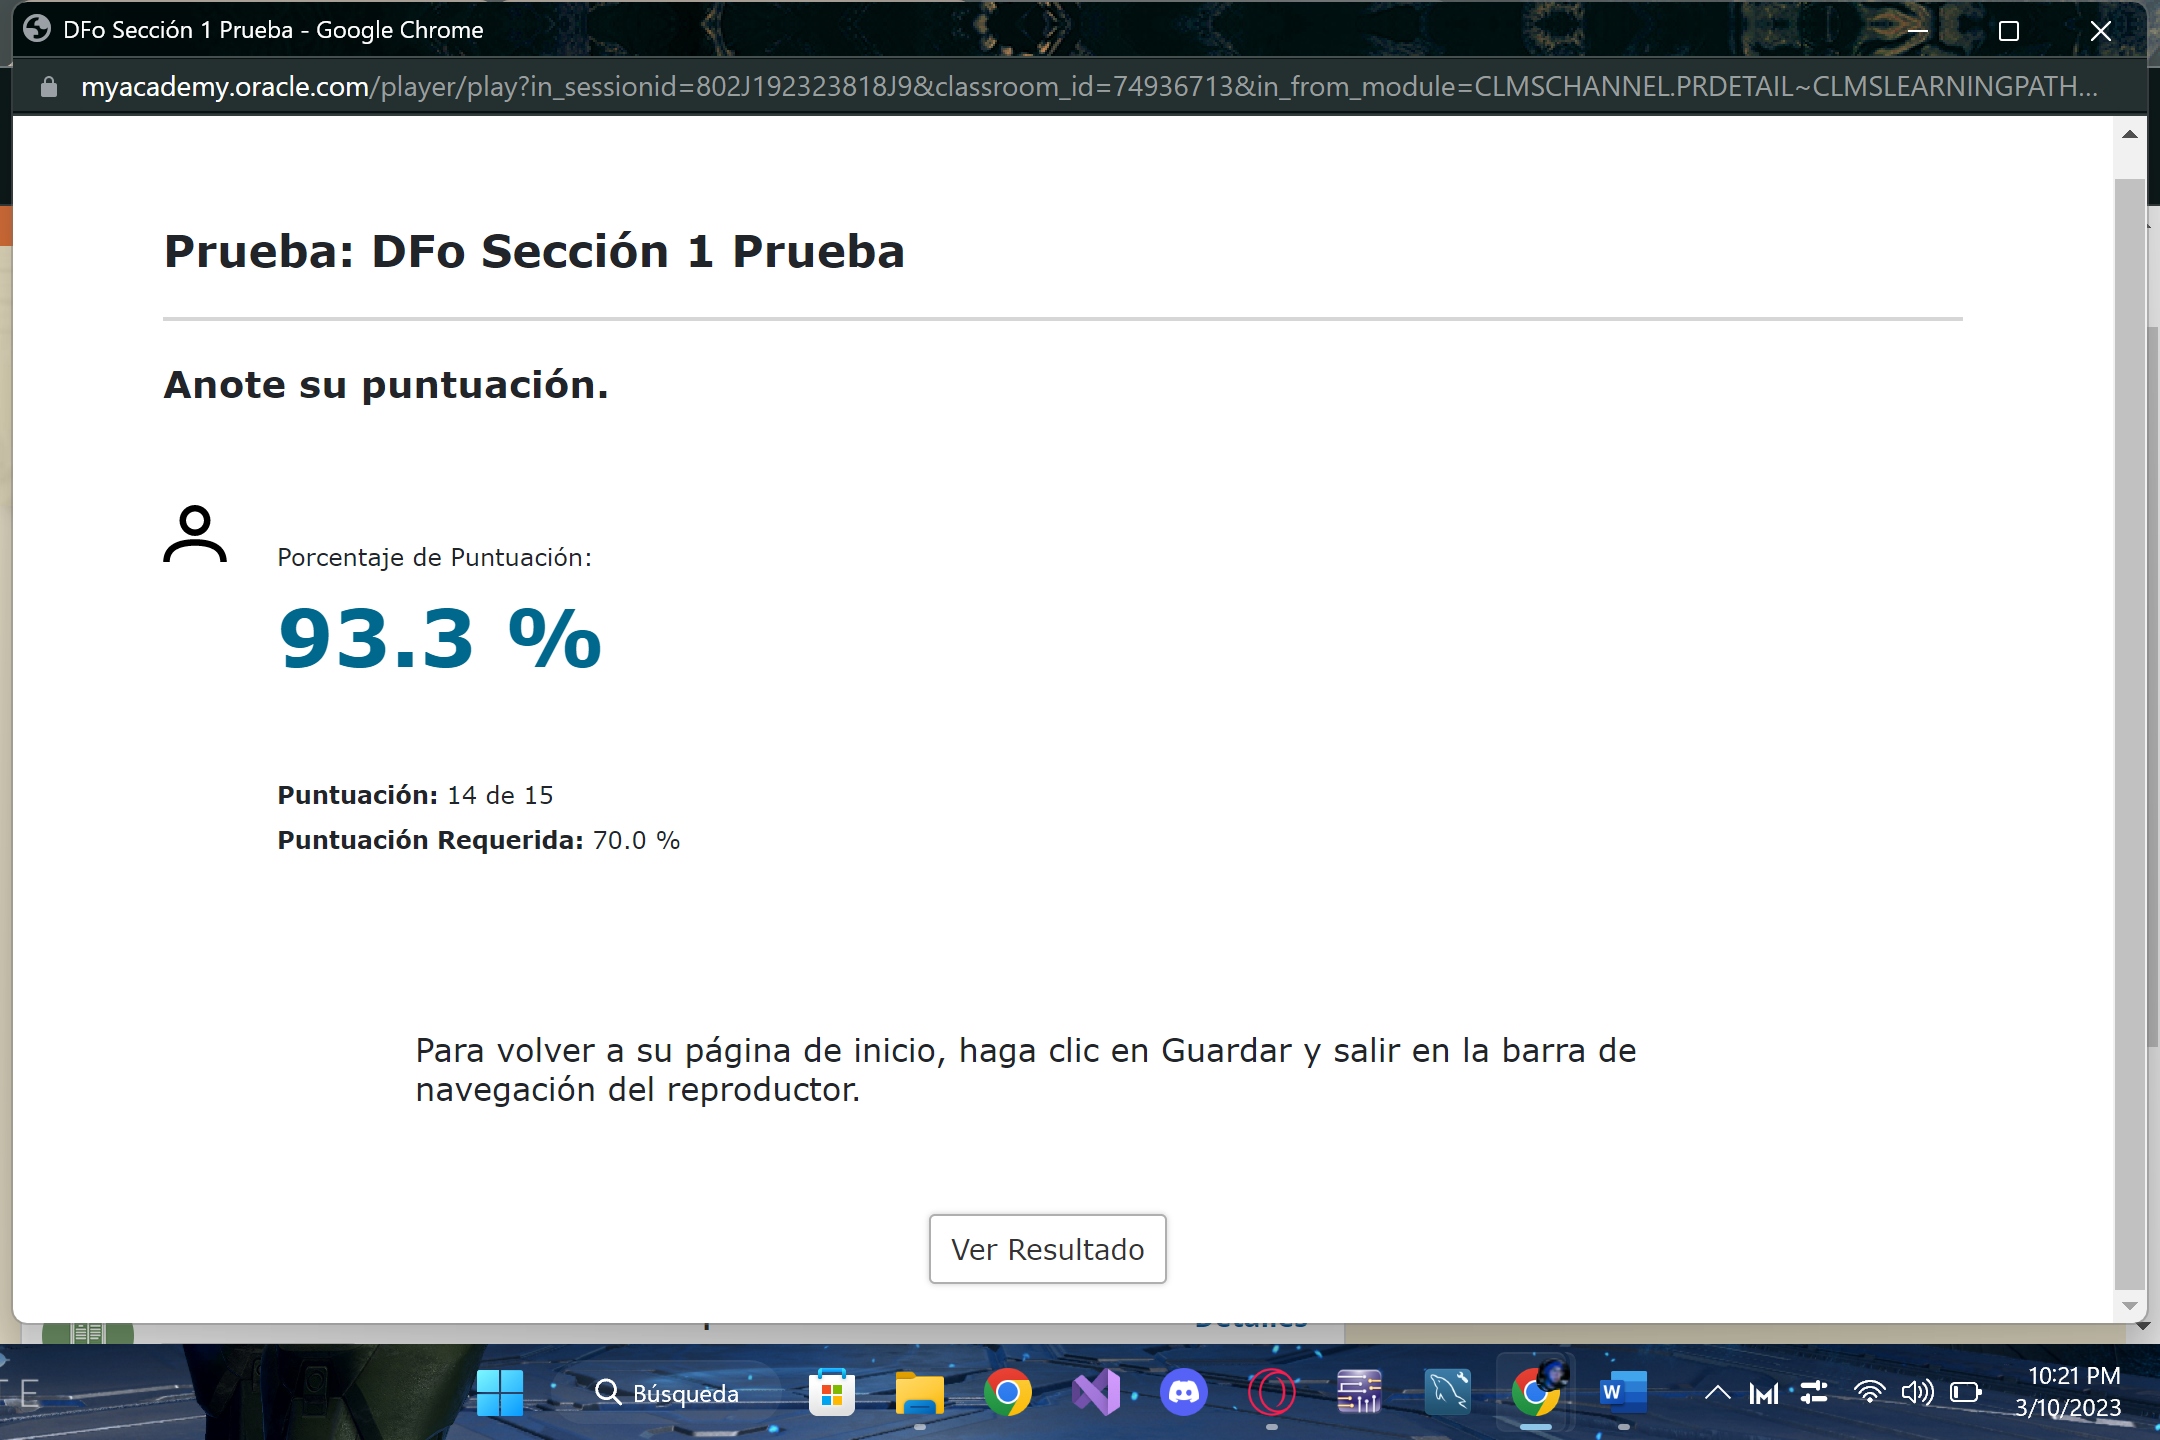 DFo Sección 1 Prueba - Google Chrome
myacademy.oracle.com/player/play?in_sessionid=802J192323818J9&classroom_id=74936713&in_from_module=CLMSCHANNEL.PRDETAIL~CLMSLEARNINGPATH...
Prueba: DFo Sección 1 Prueba
Anote su puntuación.
Porcentaje de Puntuación:
93.3 %
Puntuación: 14 de 15
Puntuación Requerida: 70.0 %
Para volver a su página de inicio, haga clic en Guardar y salir en la barra de
navegación del reproductor.
Ver Resultado
Detalles
Búsqueda
W
10:21 PM
3/10/2023